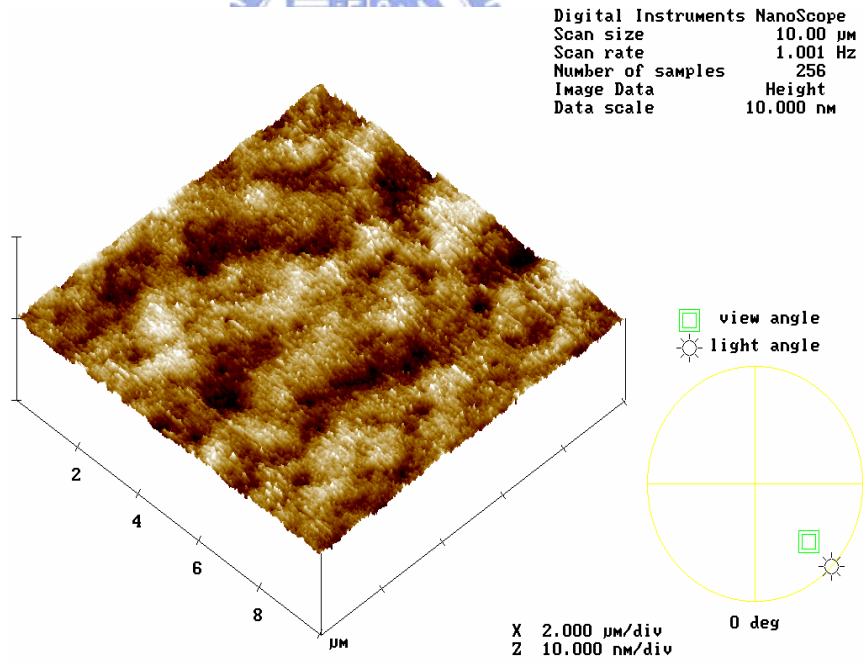 Digital Instruments NanoScope
Scan size 10.00 µm
Scan rate 1.001 Hz
Number of samples 256
Image Data Height
Data scale 10.000 nm
view angle
light angle
2
4
6
8
µm
X 2.000 µm/div
Z 10.000 nm/div
0 deg